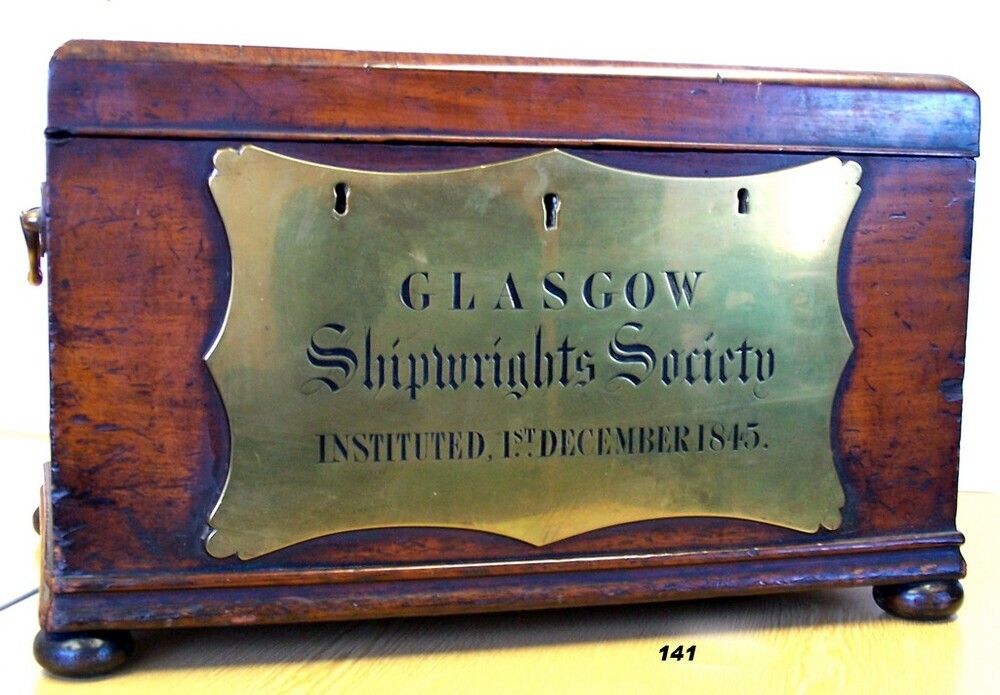 GLASGOW
Shipwrights Society
INSTITUTED, 1ST. DECEMBER 1845.
141